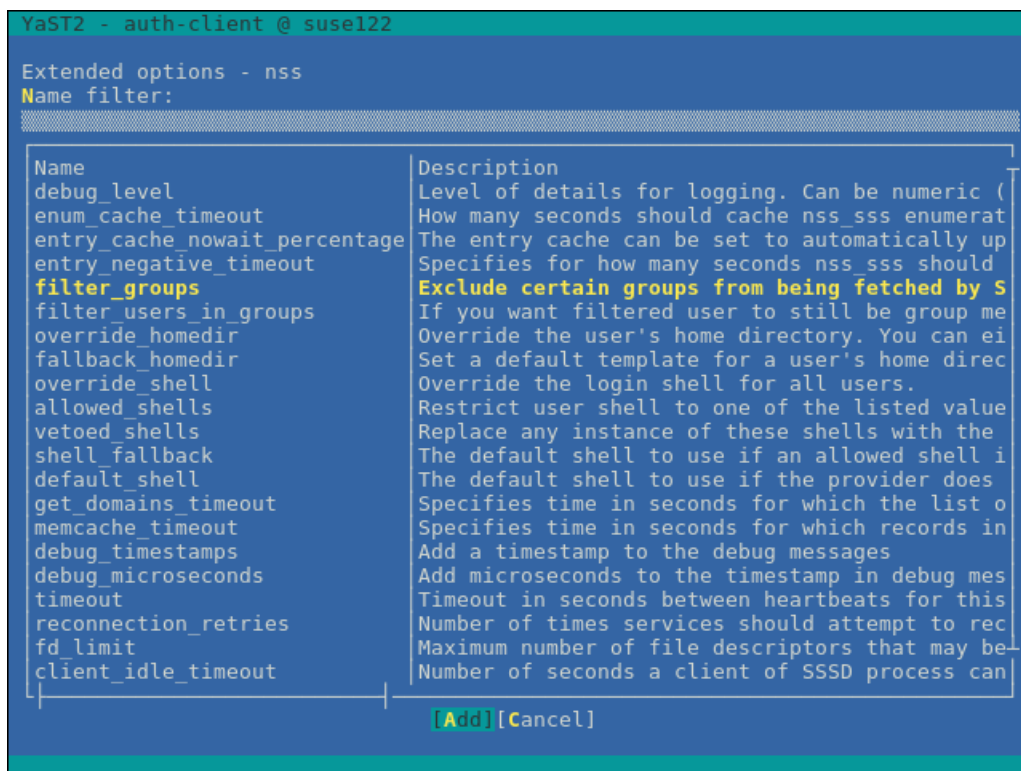 YaST2 - auth-client @ suse122
Extended options - nss
Name filter:
Name Description
debug_level Level of details for logging. Can be numeric (
enum_cache_timeout How many seconds should cache nss_sss enumerat
entry_cache_nowait_percentage The entry cache can be set to automatically up
entry_negative_timeout Specifies for how many seconds nss_sss should
filter_groups Exclude certain groups from being fetched by S
filter_users_in_groups If you want filtered user to still be group me
override_homedir Override the user's home directory. You can ei
fallback_homedir Set a default template for a user's home direc
override_shell Override the login shell for all users.
allowed_shells Restrict user shell to one of the listed value
vetoed_shells Replace any instance of these shells with the
shell_fallback The default shell to use if an allowed shell i
default_shell The default shell to use if the provider does
get_domains_timeout Specifies time in seconds for which the list o
memcache_timeout Specifies time in seconds for which records in
debug_timestamps Add a timestamp to the debug messages
debug_microseconds Add microseconds to the timestamp in debug mes
timeout Timeout in seconds between heartbeats for this
reconnection_retries Number of times services should attempt to rec
fd_limit Maximum number of file descriptors that may be
client_idle_timeout Number of seconds a client of SSSD process can
[Add][Cancel]